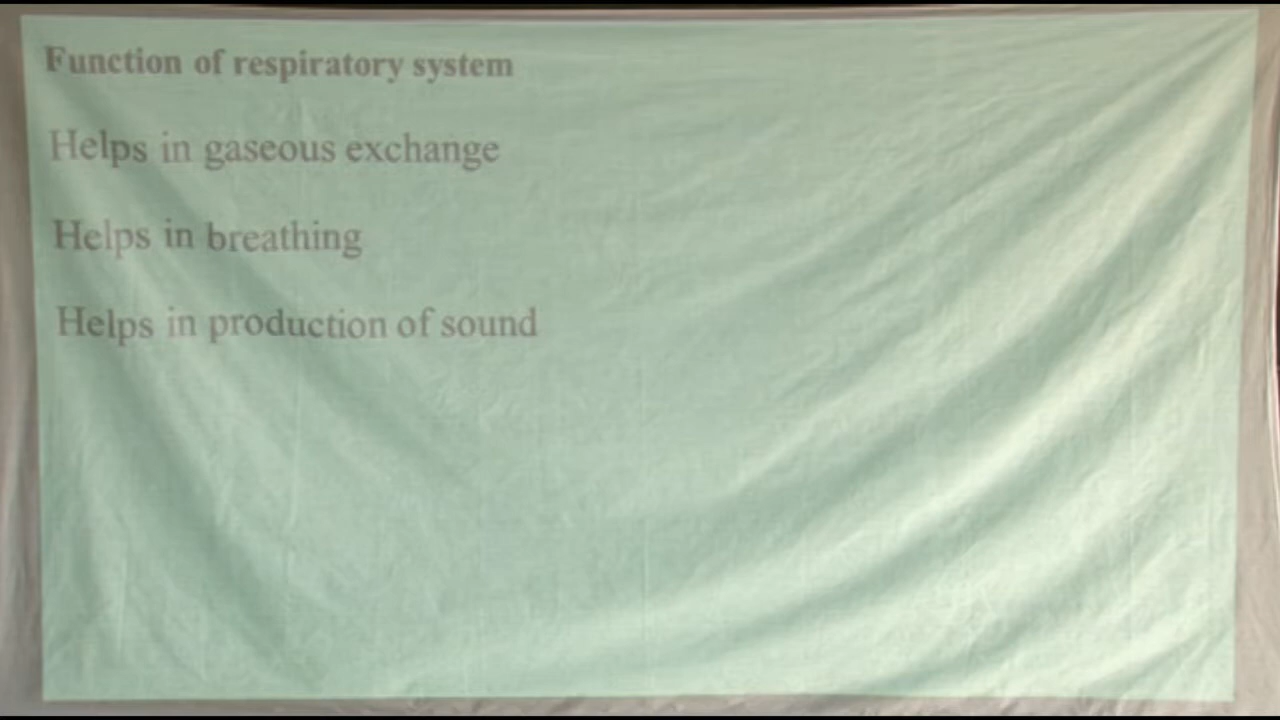 Function of respiratory system
Helps in gaseous exchange
Helps in breathing
Helps in production of sound